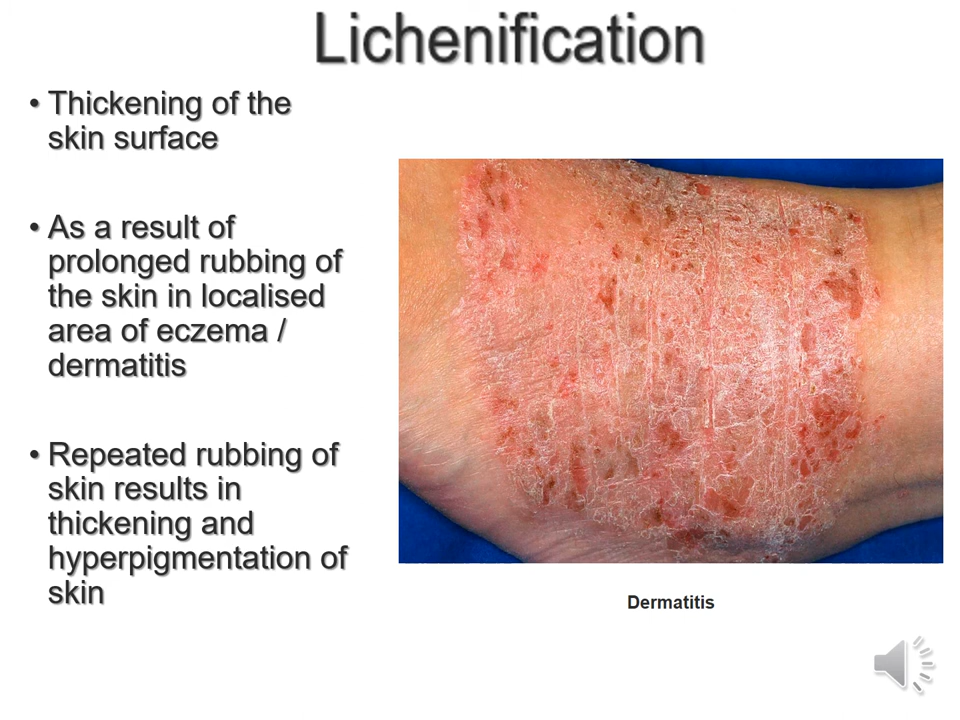 Lichenification
• Thickening of the
skin surface
• As a result of
prolonged rubbing of
the skin in localised
area of eczema /
dermatitis
• Repeated rubbing of
skin results in
thickening and
hyperpigmentation of
skin
Dermatitis